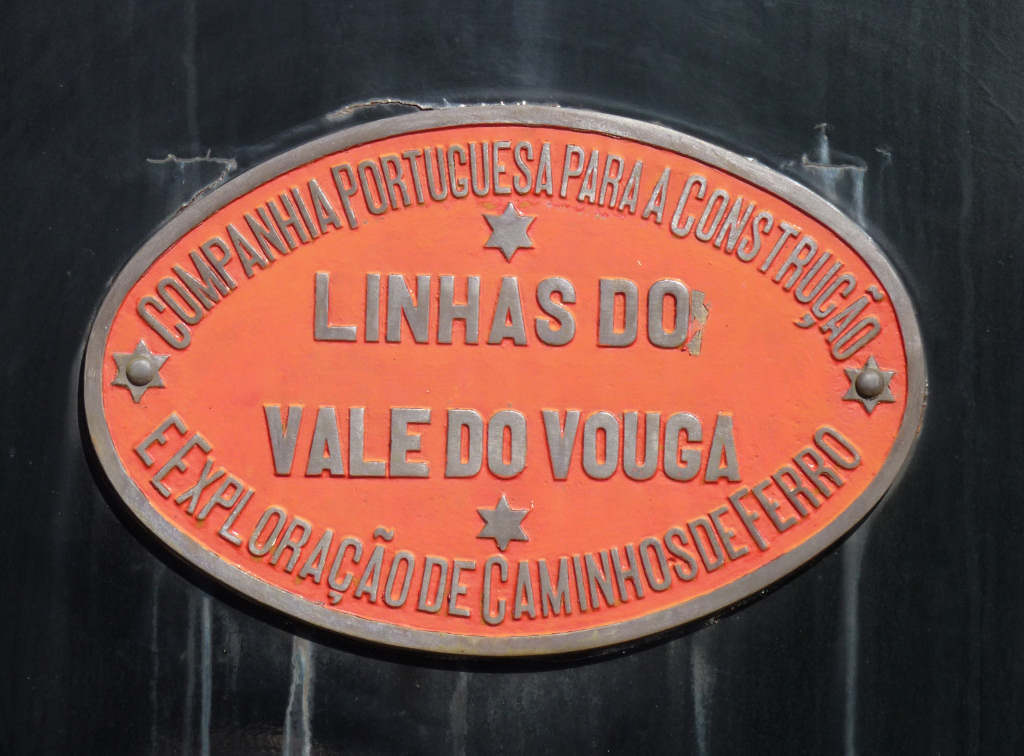 COMPANHIA PORTUGUESA PARA A CONSTRUÇÃO
LINHAS DO
VALE DO VOUGA
E EXPLORAÇÃO DE CAMINHOS DE FERRO